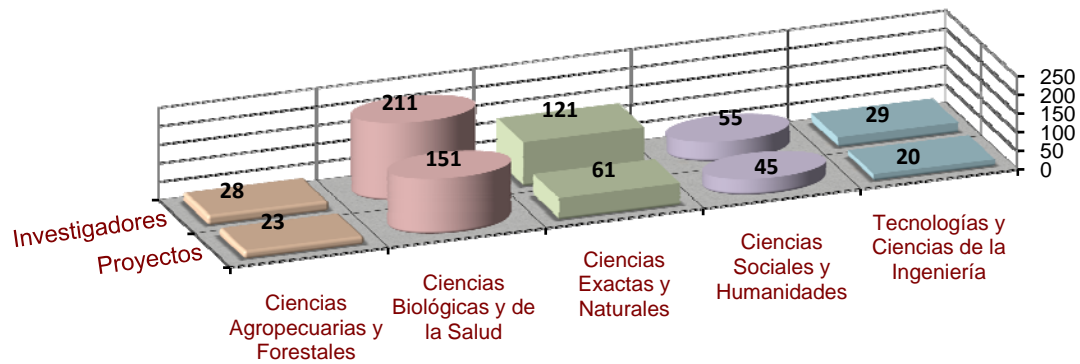 250
200
150
100
50
0
211
121
55
29
28
151
61
45
20
23
Investigadores
Proyectos
Ciencias
Agropecuarias y
Forestales
Ciencias
Biológicas y de
la Salud
Ciencias
Exactas y
Naturales
Ciencias
Sociales y
Humanidades
Tecnologías y
Ciencias de la
Ingeniería